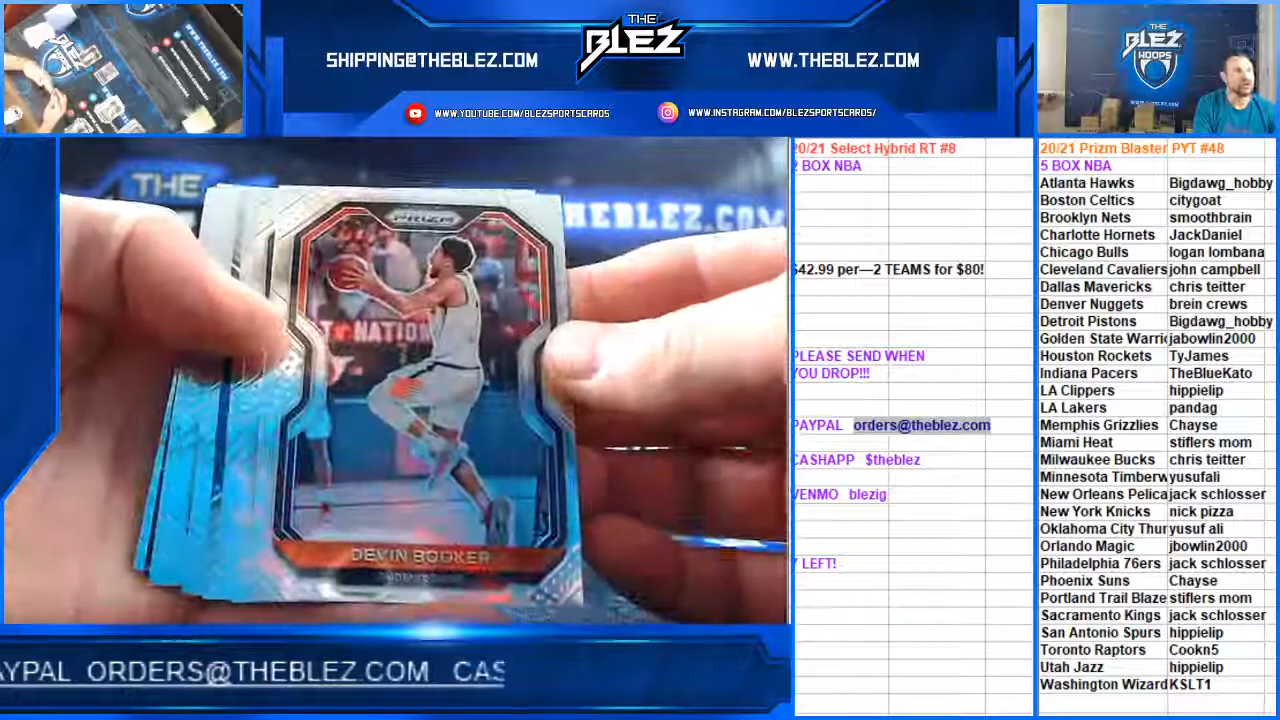 THE
BLEZ
SHIPPING@THEBLEZ.COM
WWW.THEBLEZ.COM
WWW.YOUTUBE.COM/BLEZSPORTSCARDS
WWW.INSTAGRAM.COM/BLEZSPORTSCARDS/
THE
BLEZ
HOOPS
THE
HEBLEZ.COM
PRIZM
NATION
DEVIN BOOKER
20/21 Select Hybrid RT #8
2 BOX NBA
$42.99 per—2 TEAMS for $80!
PLEASE SEND WHEN
YOU DROP!!!
PAYPAL orders@theblez.com
CASHAPP $theblez
VENMO blezig
7 LEFT!
20/21 Prizm Blaster PYT #48
5 BOX NBA
Atlanta Hawks Bigdawg_hobby
Boston Celtics citygoat
Brooklyn Nets smoothbrain
Charlotte Hornets JackDaniel
Chicago Bulls logan lombana
Cleveland Cavaliers john campbell
Dallas Mavericks chris teitter
Denver Nuggets brein crews
Detroit Pistons Bigdawg_hobby
Golden State Warri jabowlin2000
Houston Rockets TyJames
Indiana Pacers TheBlueKato
LA Clippers hippielip
LA Lakers pandag
Memphis Grizzlies Chayse
Miami Heat stiflers mom
Milwaukee Bucks chris teitter
Minnesota Timberw yusufali
New Orleans Pelica jack schlosser
New York Knicks nick pizza
Oklahoma City Thur yusuf ali
Orlando Magic jbowlin2000
Philadelphia 76ers jack schlosser
Phoenix Suns Chayse
Portland Trail Blaze stiflers mom
Sacramento Kings jack schlosser
San Antonio Spurs hippielip
Toronto Raptors Cookn5
Utah Jazz hippielip
Washington Wizard KSLT1
AYPAL ORDERS@THEBLEZ.COM CAS